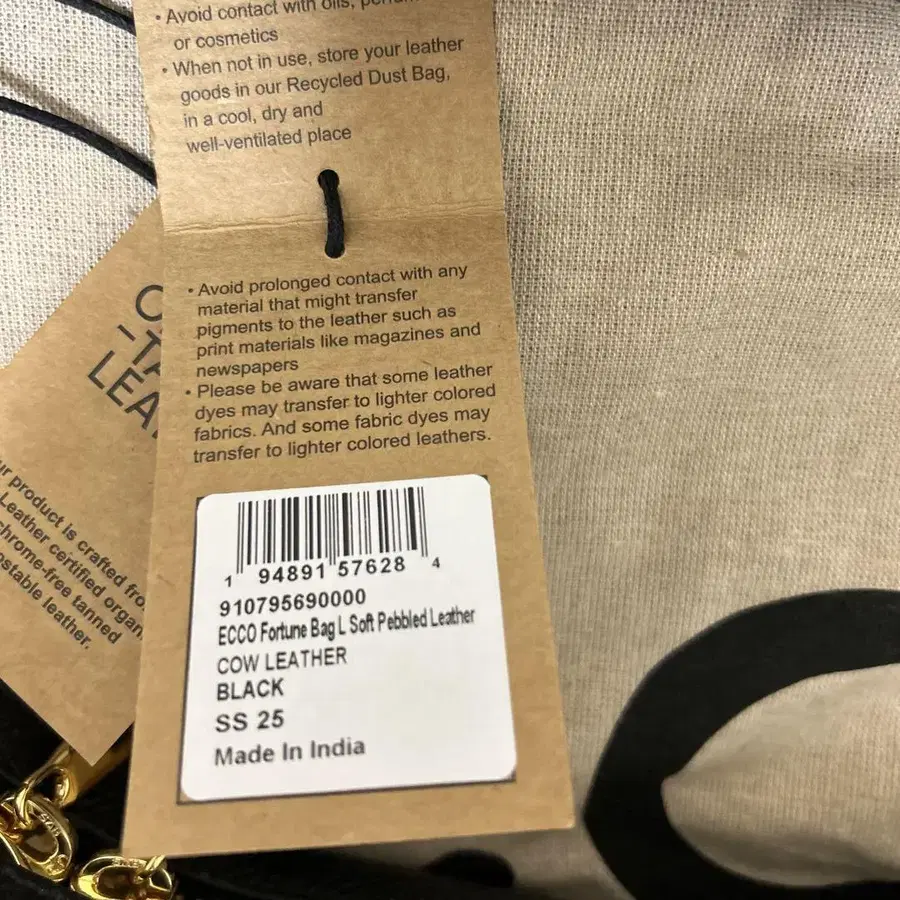 • Avoid contact with oils,
or cosmetics
• When not in use, store your leather
goods in our Recycled Dust Bag,
in a cool, dry and
well-ventilated place
• Avoid prolonged contact with any
material that might transfer
pigments to the leather such as
print materials like magazines and
newspapers
• Please be aware that some leather
dyes may transfer to lighter colored
fabrics. And some fabric dyes may
transfer to lighter colored leathers.
1 94891 57628 4
910795690000
ECCO Fortune Bag L Soft Pebbled Leather
COW LEATHER
BLACK
SS 25
Made In India
product is crafted
Leather certified
chrome-free tanned
leather.